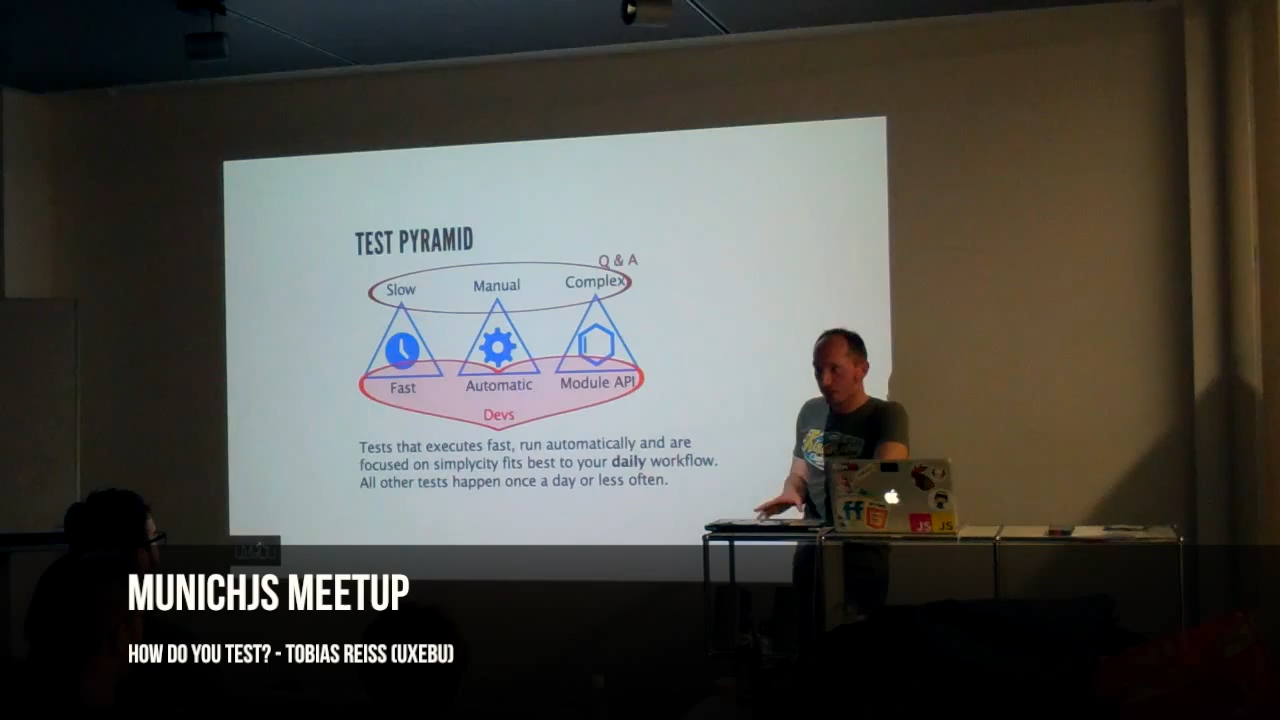 TEST PYRAMID
Q & A
Slow Manual Complex
Fast Automatic Module API
Devs
Tests that executes fast, run automatically and are
focused on simplycity fits best to your daily workflow.
All other tests happen once a day or less often.
JS JS
MUNICHJS MEETUP
HOW DO YOU TEST? - TOBIAS REISS (UXEBU)